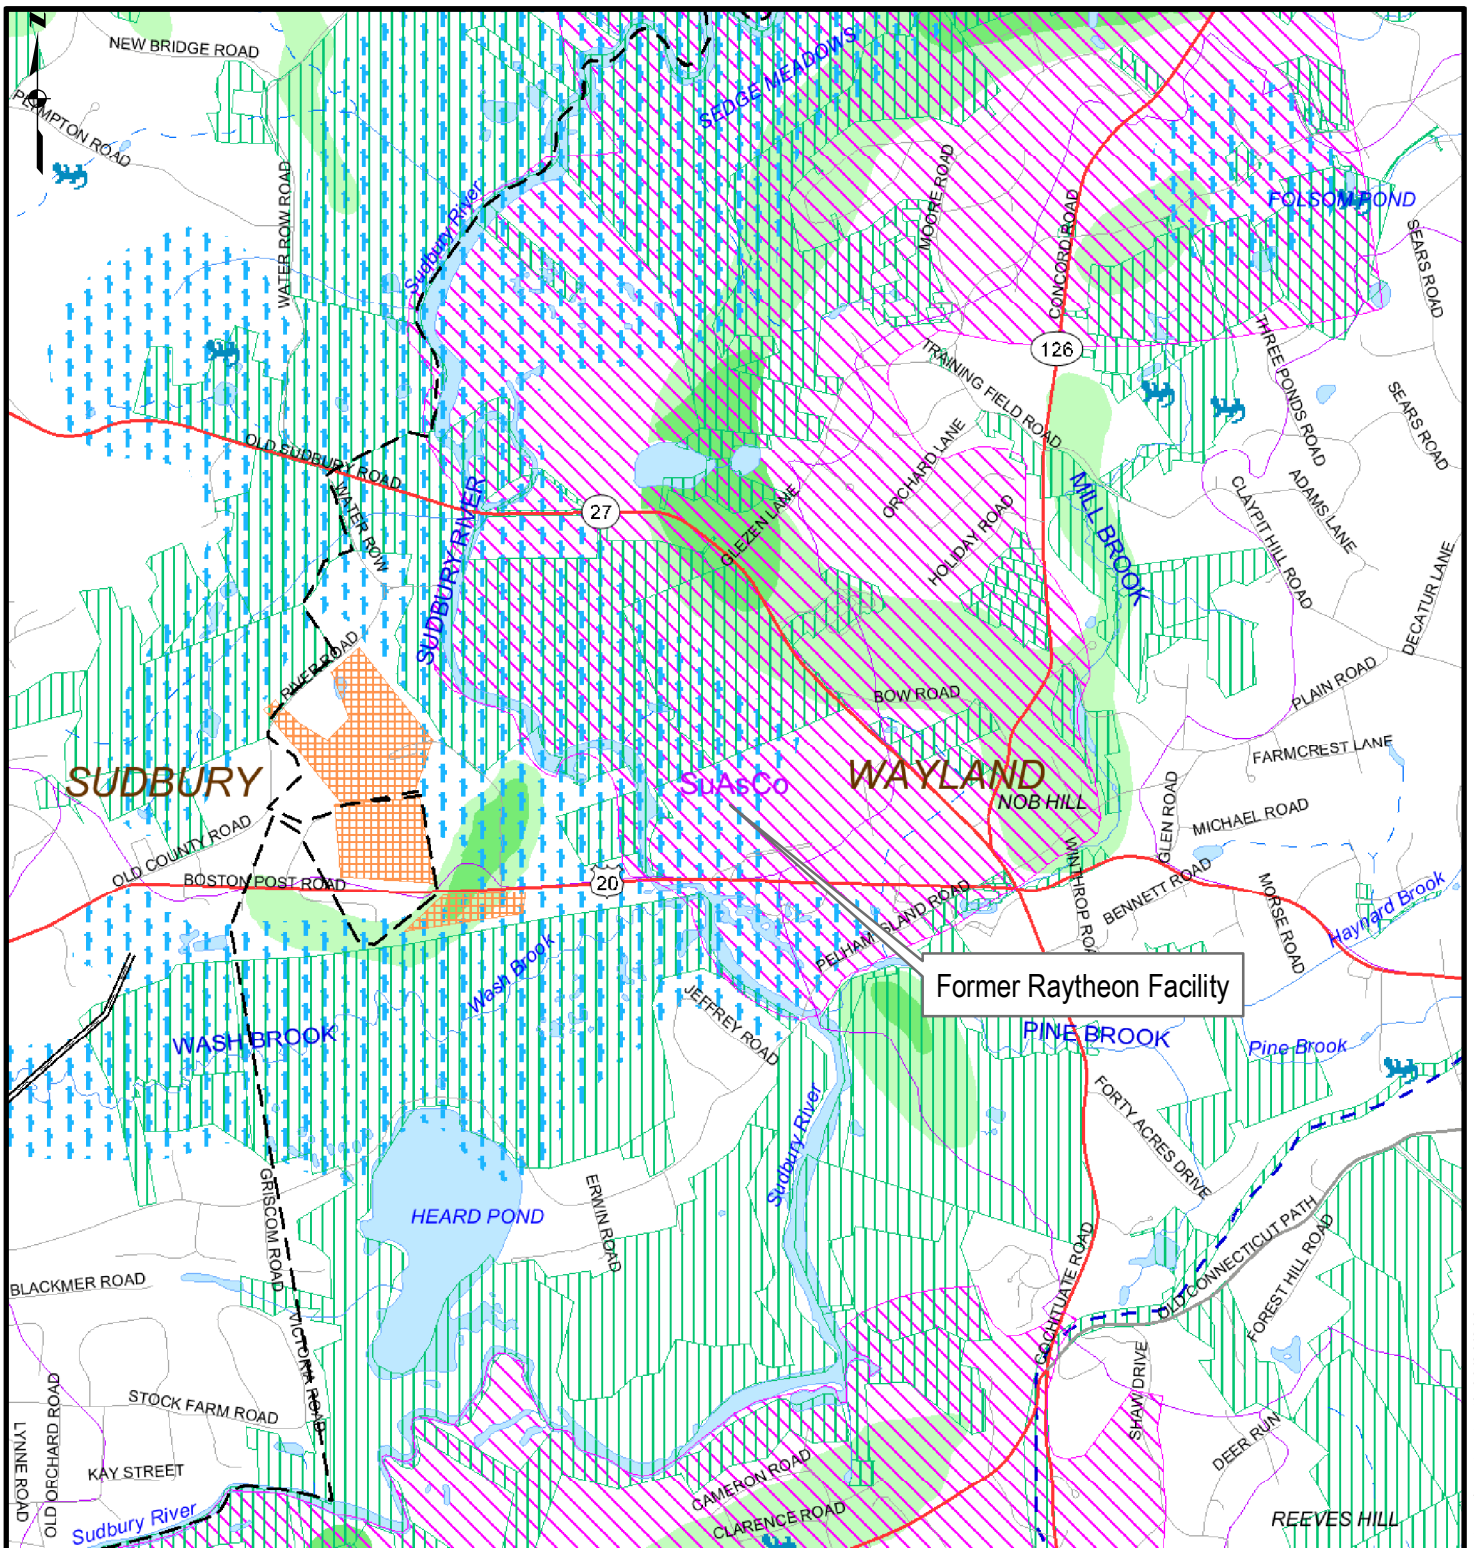 Z
NEW BRIDGE ROAD
PLYMPTON ROAD
SEDGE MEADOWS
WATER ROW ROAD
Sudbury River
MOORE ROAD
CONCORD ROAD
FOLSOM POND
SEARS ROAD
126
TRAINING FIELD ROAD
THREE PONDS ROAD
SEARS ROAD
OLD SUDBURY ROAD
WATER ROW
SUDBURY RIVER
27
GLEZEN LANE
ORCHARD LANE
HOLIDAY ROAD
MILL BROOK
CLAYPIT HILL ROAD
ADAMS LANE
DECATUR LANE
RIVER ROAD
BOW ROAD
PLAIN ROAD
FARMCREST LANE
SUDBURY
SuAsCo
WAYLAND
NOB HILL
GLEN ROAD
MICHAEL ROAD
OLD COUNTY ROAD
BOSTON POST ROAD
20
WINTHROP ROA
BENNETT ROAD
MORSE ROAD
Haynard Brook
PELHAM ISLAND ROAD
Wash Brook
JEFFREY ROAD
Former Raytheon Facility
WASH BROOK
PINE BROOK
Pine Brook
Sudbury River
FORTY ACRES DRIVE
GRISCOM ROAD
HEARD POND
ERWIN ROAD
COCHITUATE ROAD
OLD CONNECTICUT PATH
FOREST HILL ROAD
BLACKMER ROAD
VICTORIA ROAD
STOCK FARM ROAD
SHAW DRIVE
DEER RUN
LYNNE ROAD
OLD ORCHARD ROAD
KAY STREET
CAMERON ROAD
CLARENCE ROAD
Sudbury River
REEVES HILL